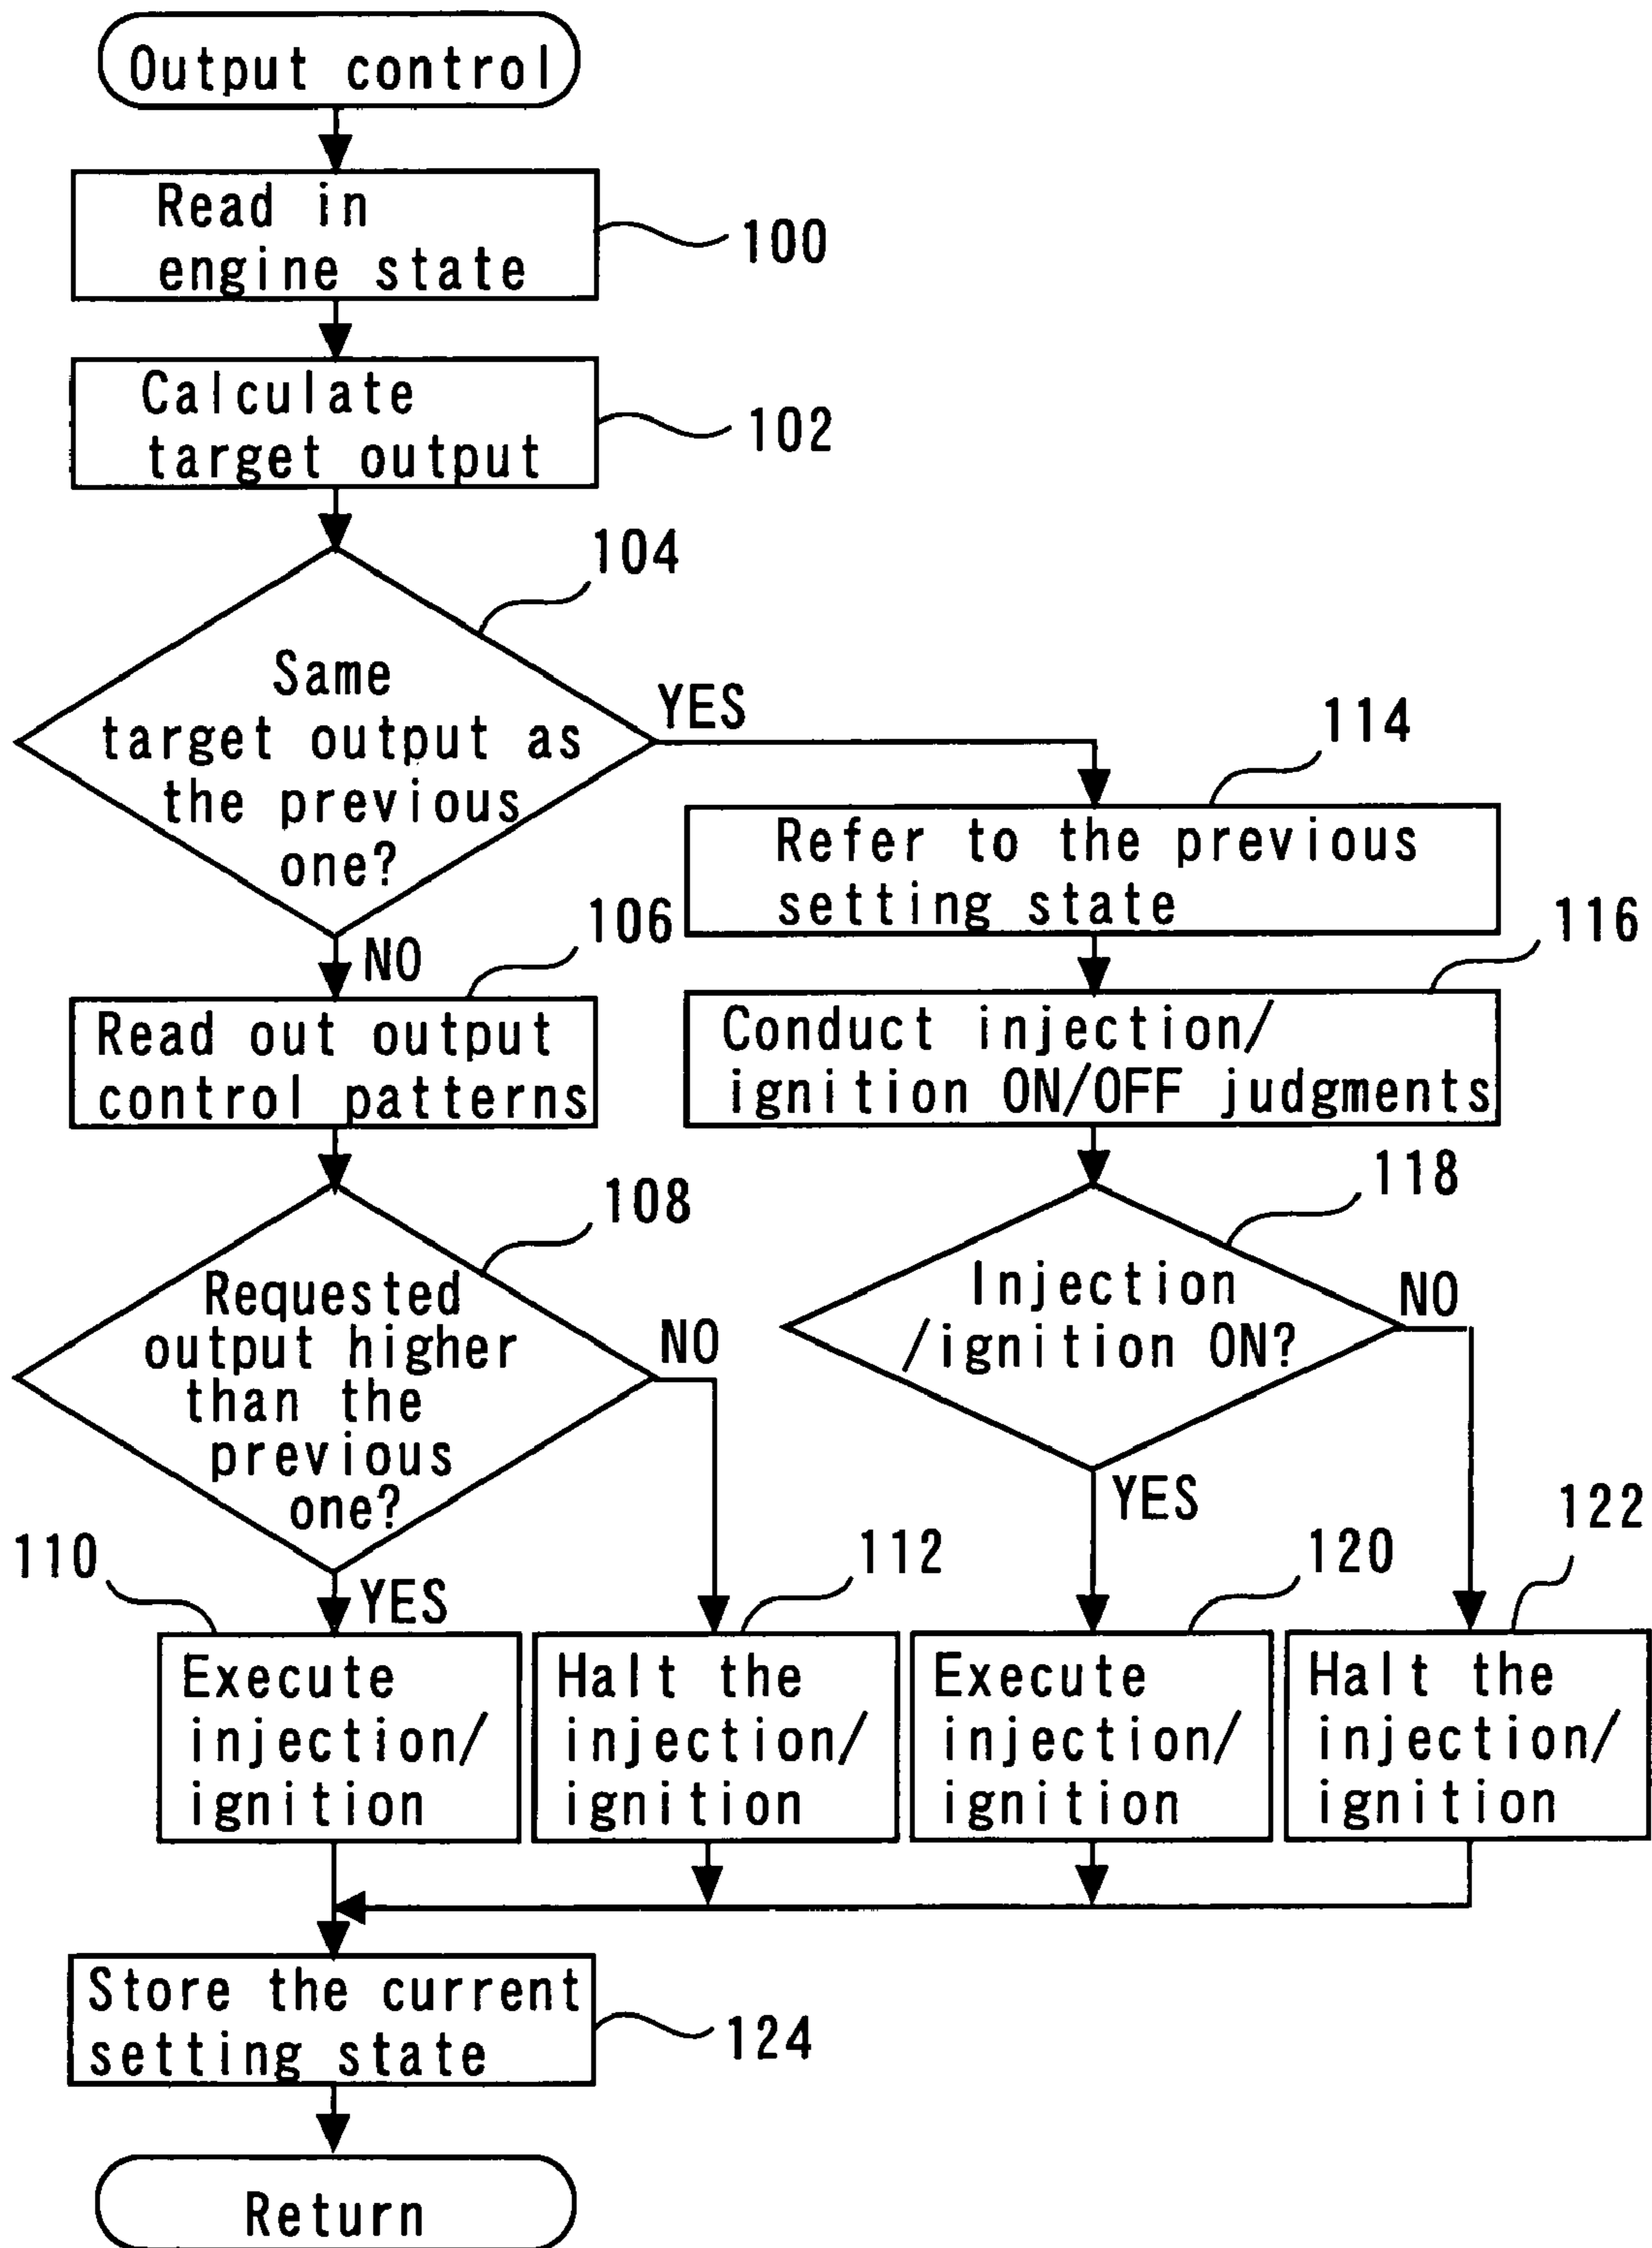 Output control
Read in
engine state
100
Calculate
target output
102
104
Same
target output as
the previous
one?
YES
NO
114
Refer to the previous
setting state
106
Read out output
control patterns
116
Conduct injection/
ignition ON/OFF judgments
108
Requested
output higher
than the
previous
one?
NO
YES
118
Injection
/ignition ON?
NO
YES
110
Execute
injection/
ignition
112
Halt the
injection/
ignition
120
Execute
injection/
ignition
122
Halt the
injection/
ignition
Store the current
setting state
124
Return